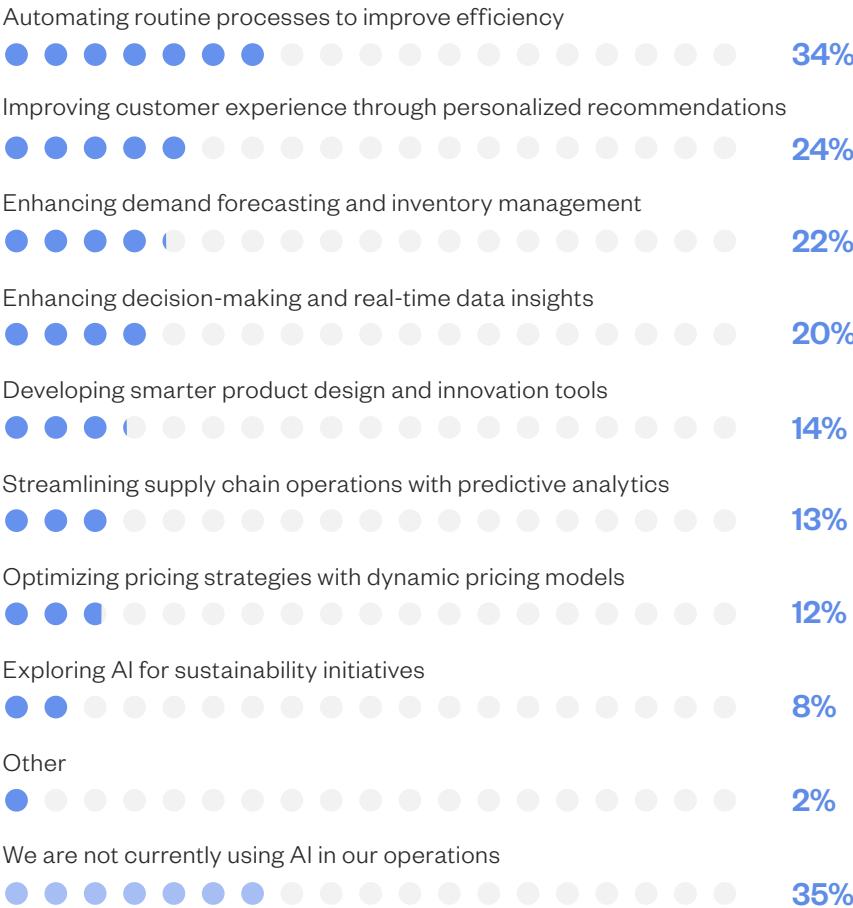 Automating routine processes to improve efficiency
34%
Improving customer experience through personalized recommendations
24%
Enhancing demand forecasting and inventory management
22%
Enhancing decision-making and real-time data insights
20%
Developing smarter product design and innovation tools
14%
Streamlining supply chain operations with predictive analytics
13%
Optimizing pricing strategies with dynamic pricing models
12%
Exploring AI for sustainability initiatives
8%
Other
2%
We are not currently using AI in our operations
35%